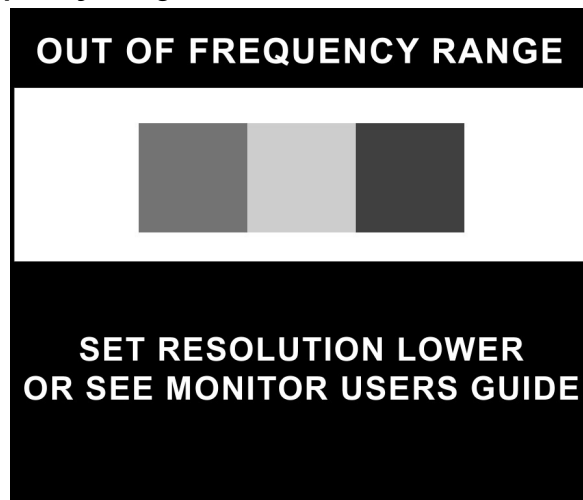 OUT OF FREQUENCY RANGE
SET RESOLUTION LOWER
OR SEE MONITOR USERS GUIDE